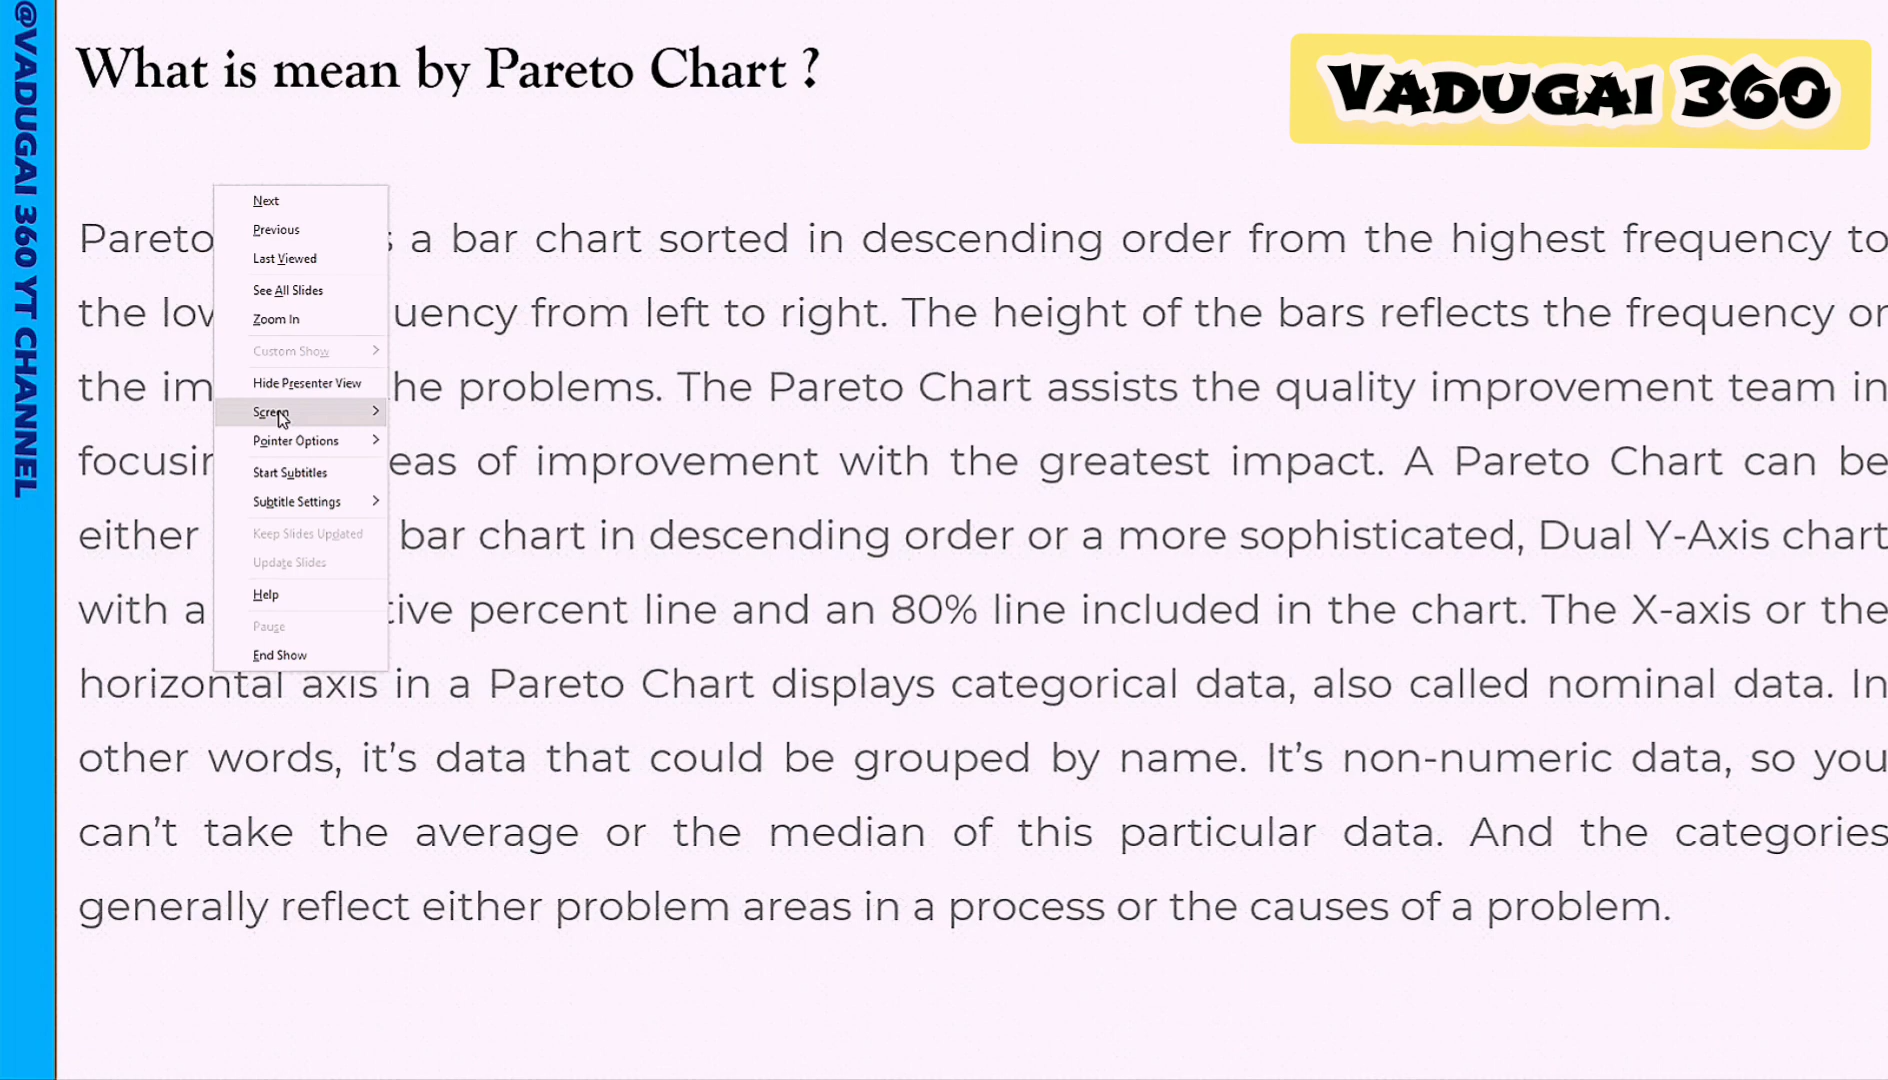 @VADUGAI 360 YT CHANNEL
What is mean by Pareto Chart ?
VADUGAI 360
Next
Previous
Last Viewed
See All Slides
Zoom In
Custom Show
Hide Presenter View
Screen
Pointer Options
Start Subtitles
Subtitle Settings
Keep Slides Updated
Update Slides
Help
Pause
End Show
Pareto a bar chart sorted in descending order from the highest frequency to
the from left to right. The height of the bars reflects the frequency or
the problems. The Pareto Chart assists the quality improvement team in
of improvement with the greatest impact. A Pareto Chart can be
either bar chart in descending order or a more sophisticated, Dual Y-Axis chart
with a percent line and an 80% line included in the chart. The X-axis or the
horizontal axis in a Pareto Chart displays categorical data, also called nominal data. In
other words, it’s data that could be grouped by name. It’s non-numeric data, so you
can’t take the average or the median of this particular data. And the categories
generally reflect either problem areas in a process or the causes of a problem.